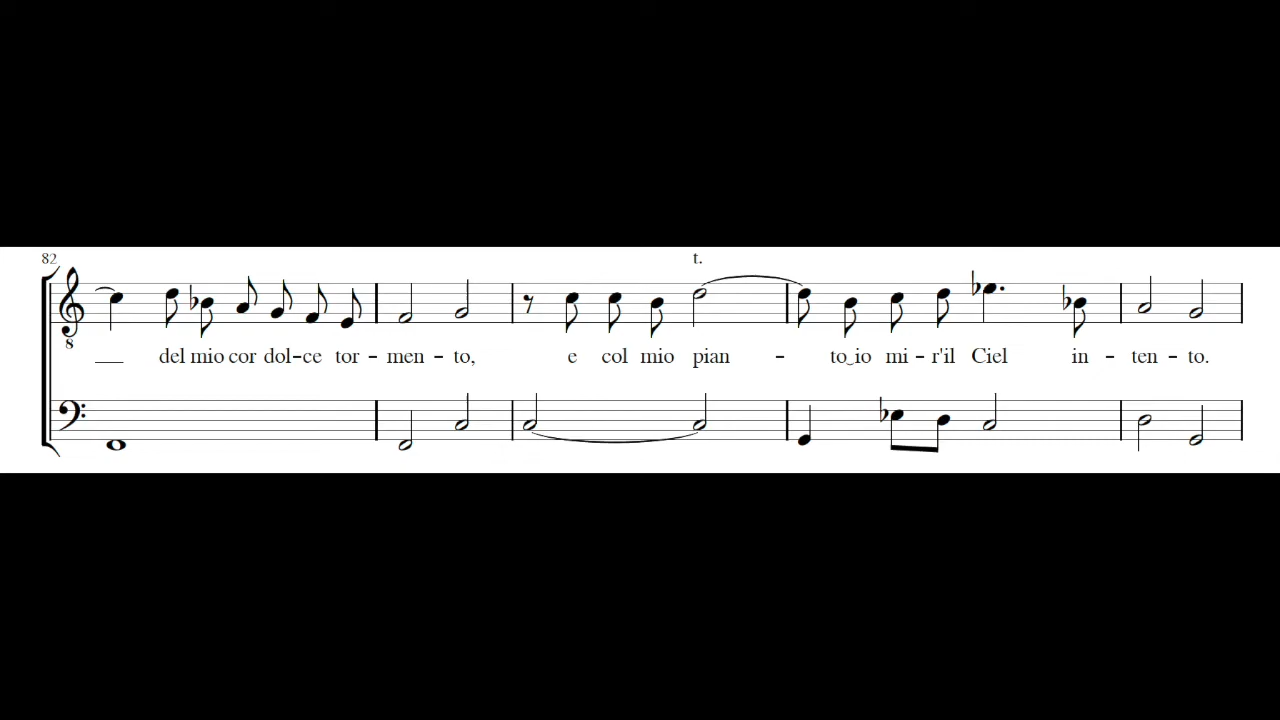 82
t.
8
del mio cor dol-ce tor - men - to, e col mio pian - to‿io mi - r'il Ciel in - ten - to.